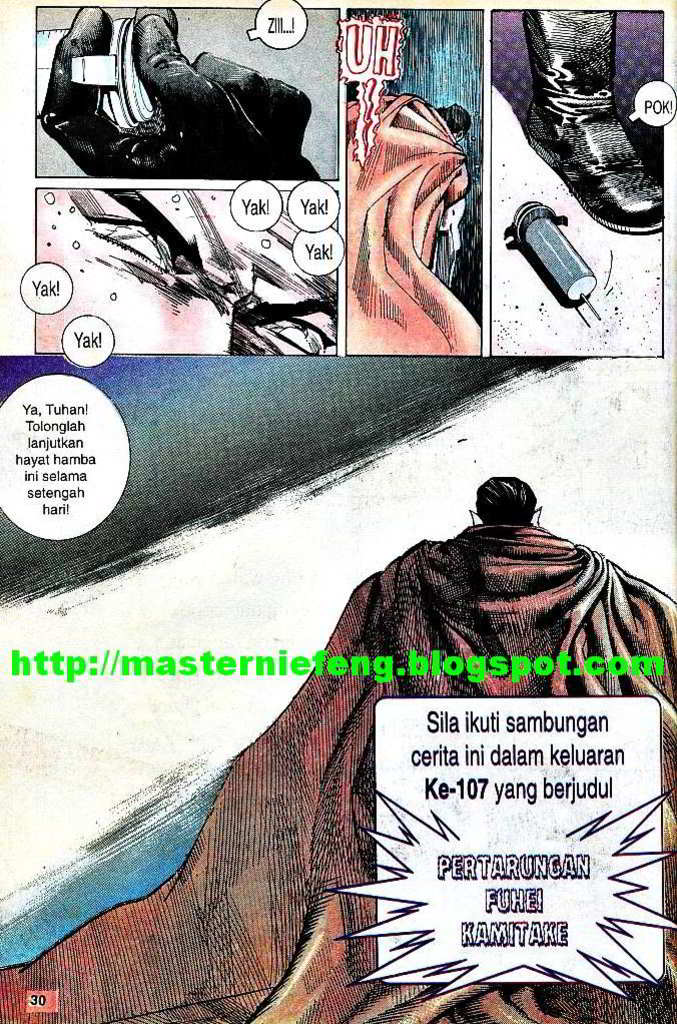 ZIII...!
UH
!
POK!
Yak!
Yak!
Yak!
Yak!
Yak!
Ya, Tuhan!
Tolonglah
lanjutkan
hayat hamba
ini selama
setengah
hari!
http://masterniefeng.blogspot.com
Sila ikuti sambungan
cerita ini dalam keluaran
Ke-107 yang berjudul
PERTARUNGAN
FUHEI
KAMITAKE
30